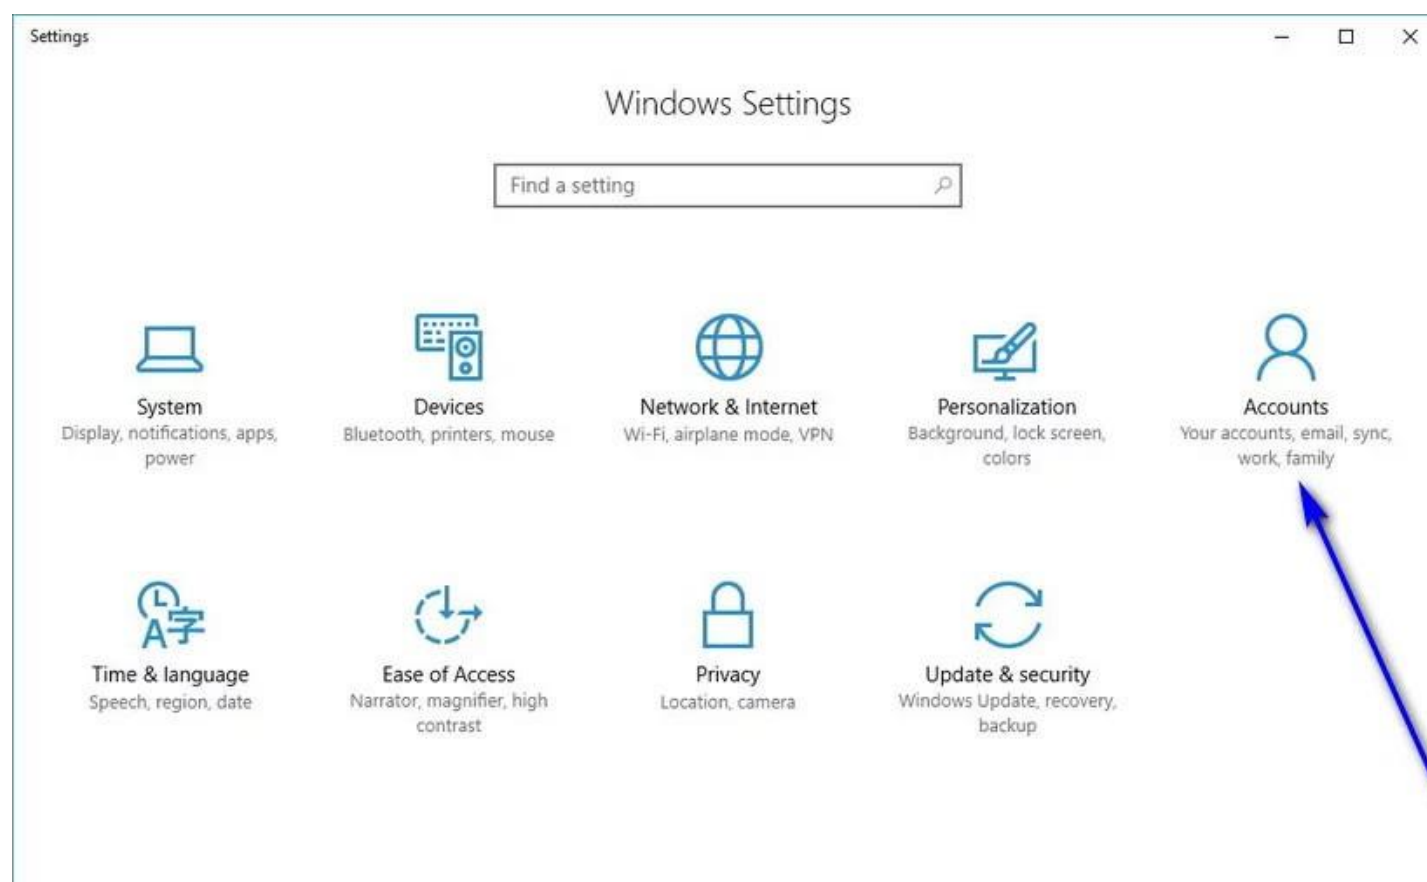 Settings
Windows Settings
Find a setting
System
Display, notifications, apps,
power
Devices
Bluetooth, printers, mouse
Network & Internet
Wi-Fi, airplane mode, VPN
Personalization
Background, lock screen,
colors
Accounts
Your accounts, email, sync,
work, family
A字
Time & language
Speech, region, date
Ease of Access
Narrator, magnifier, high
contrast
Privacy
Location, camera
Update & security
Windows Update, recovery,
backup